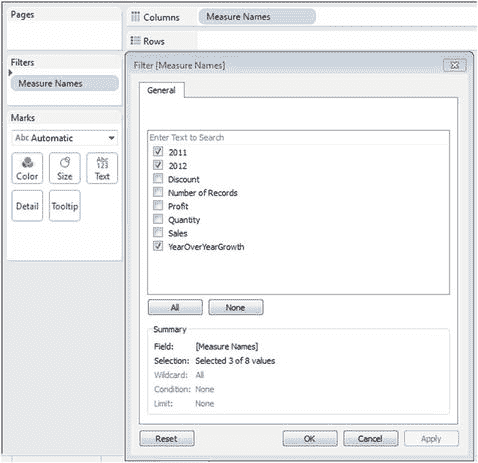 Pages
Columns
Measure Names
Rows
Filters
Measure Names
Marks
Abc Automatic
Color
Size
Abc
123
Text
Detail
Tooltip
Filter [Measure Names]
General
Enter Text to Search
2011
2012
Discount
Number of Records
Profit
Quantity
Sales
YearOverYearGrowth
All
None
Summary
Field: [Measure Names]
Selection: Selected 3 of 8 values
Wildcard: All
Condition: None
Limit: None
Reset
OK
Cancel
Apply